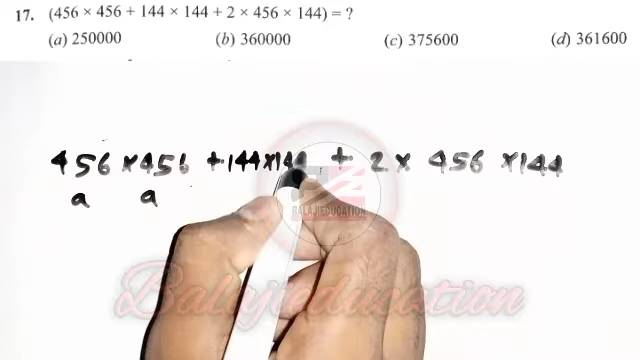 17. (456 × 456 + 144 × 144 + 2 × 456 × 144) = ?
(a) 250000 (b) 360000 (c) 375600 (d) 361600
456 × 456 + 144 × 144 + 2 × 456 × 144
a a
BALAJIEDUCATION
Balajieducation